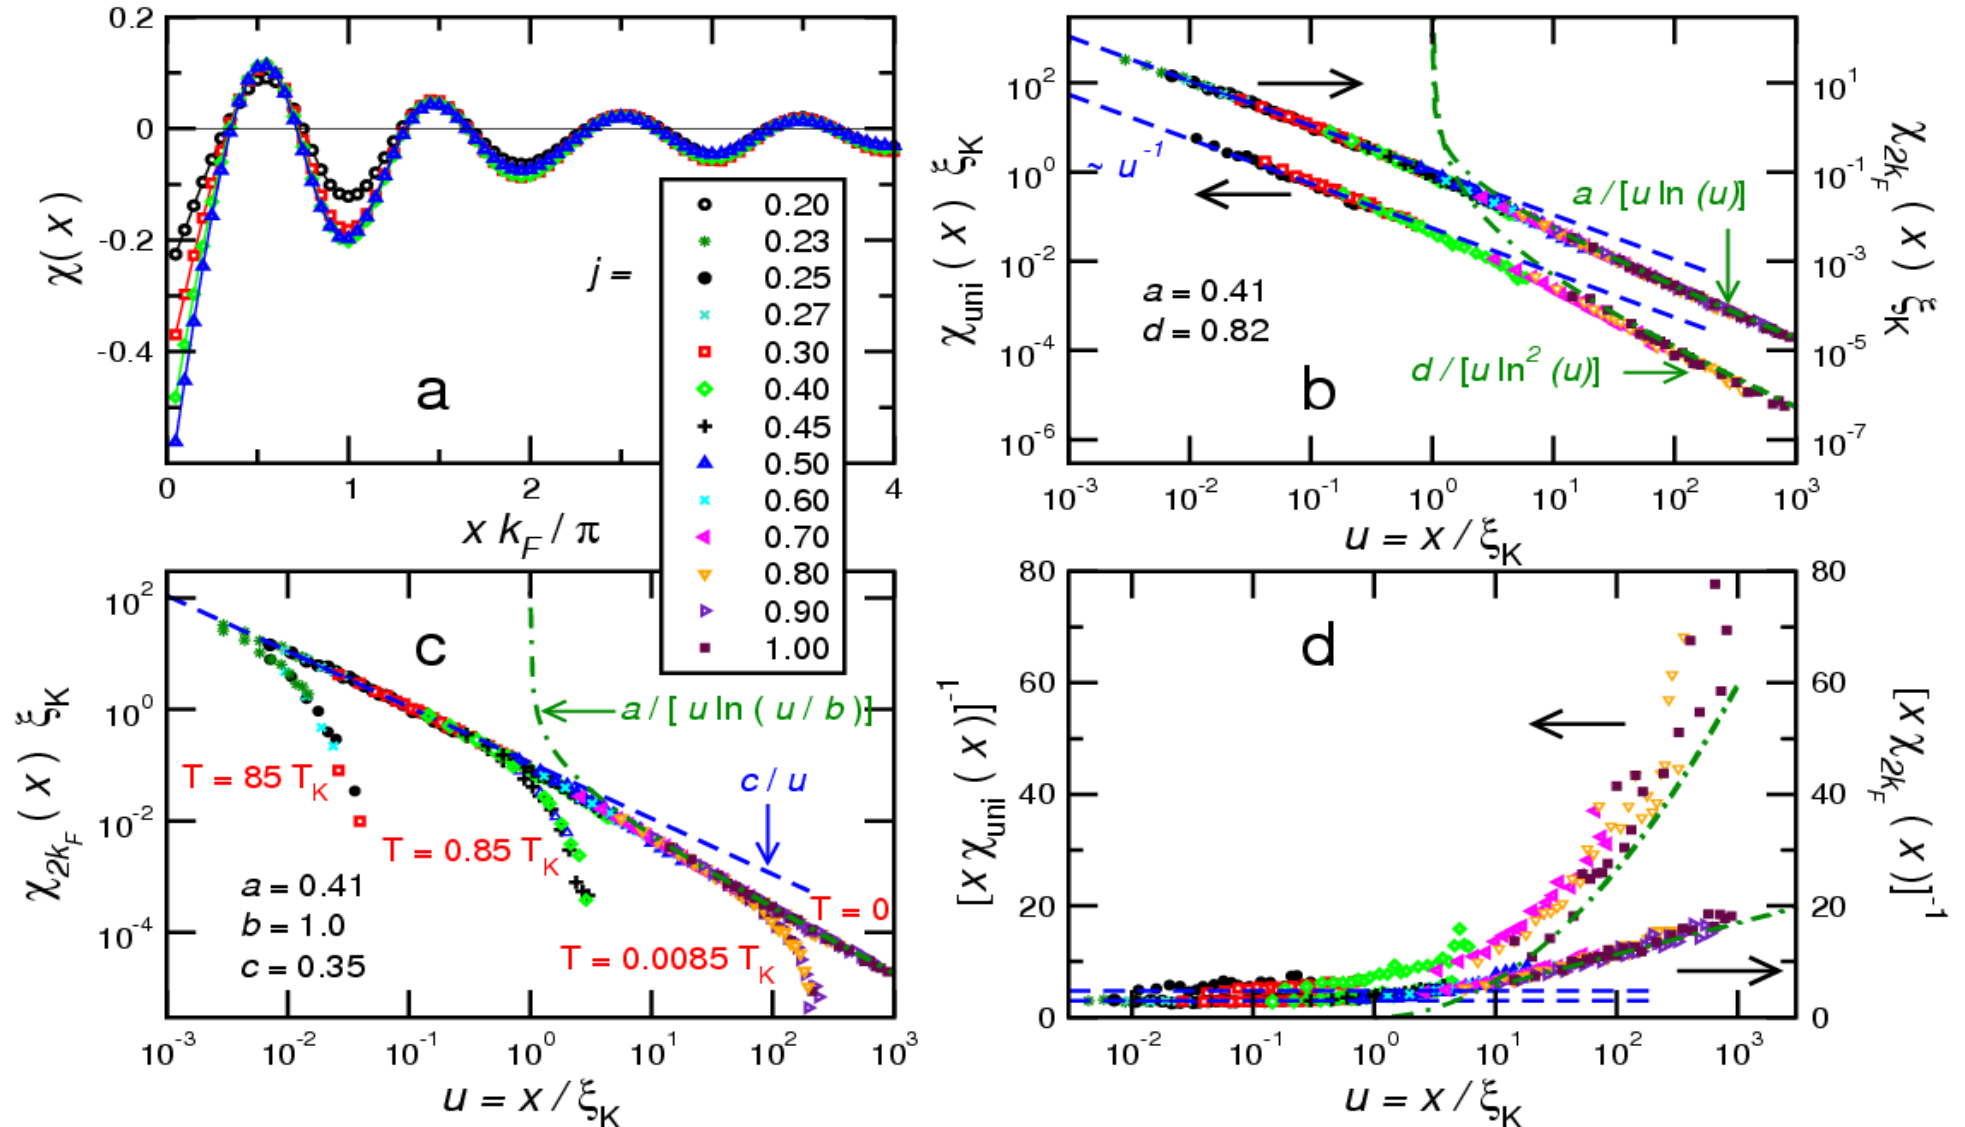 0.2
0
-0.2
-0.4
χ( x )
0 1 2 4
x k_F / π
a
j =
0.20
0.23
0.25
0.27
0.30
0.40
0.45
0.50
0.60
0.70
0.80
0.90
1.00
10^2
10^0
10^-2
10^-4
10^-6
χ_uni ( x ) ξ_K
10^1
10^-1
10^-3
10^-5
10^-7
χ_2k_F ( x ) ξ_K
~ u^-1
a / [u ln (u)]
a = 0.41
d = 0.82
d / [u ln^2 (u)]
b
10^-3 10^-2 10^-1 10^0 10^1 10^2 10^3
u = x / ξ_K
10^2
10^0
10^-2
10^-4
χ_2k_F ( x ) ξ_K
c
a / [ u ln ( u / b )]
c / u
T = 85 T_K
T = 0.85 T_K
T = 0
T = 0.0085 T_K
a = 0.41
b = 1.0
c = 0.35
10^-3 10^-2 10^-1 10^0 10^1 10^2 10^3
u = x / ξ_K
80
60
40
20
0
[x χ_uni ( x )]^-1
d
80
60
40
20
0
[x χ_2k_F ( x )]^-1
10^-2 10^-1 10^0 10^1 10^2 10^3
u = x / ξ_K